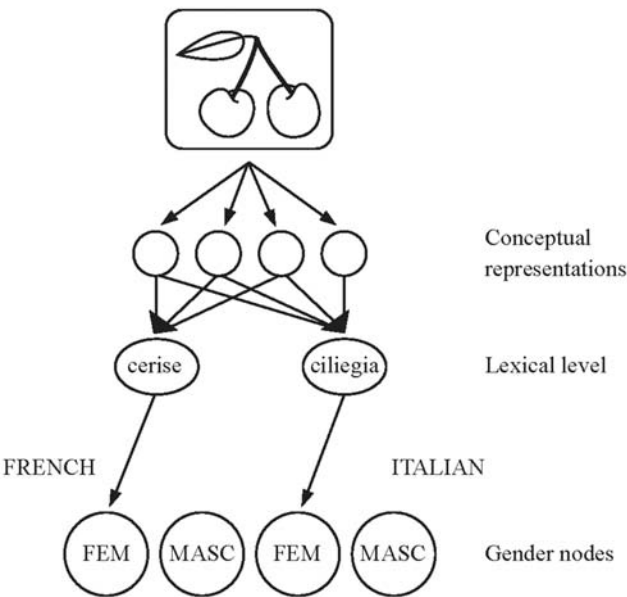 Conceptual
representations
cerise
ciliegia
Lexical level
FRENCH
ITALIAN
FEM
MASC
FEM
MASC
Gender nodes